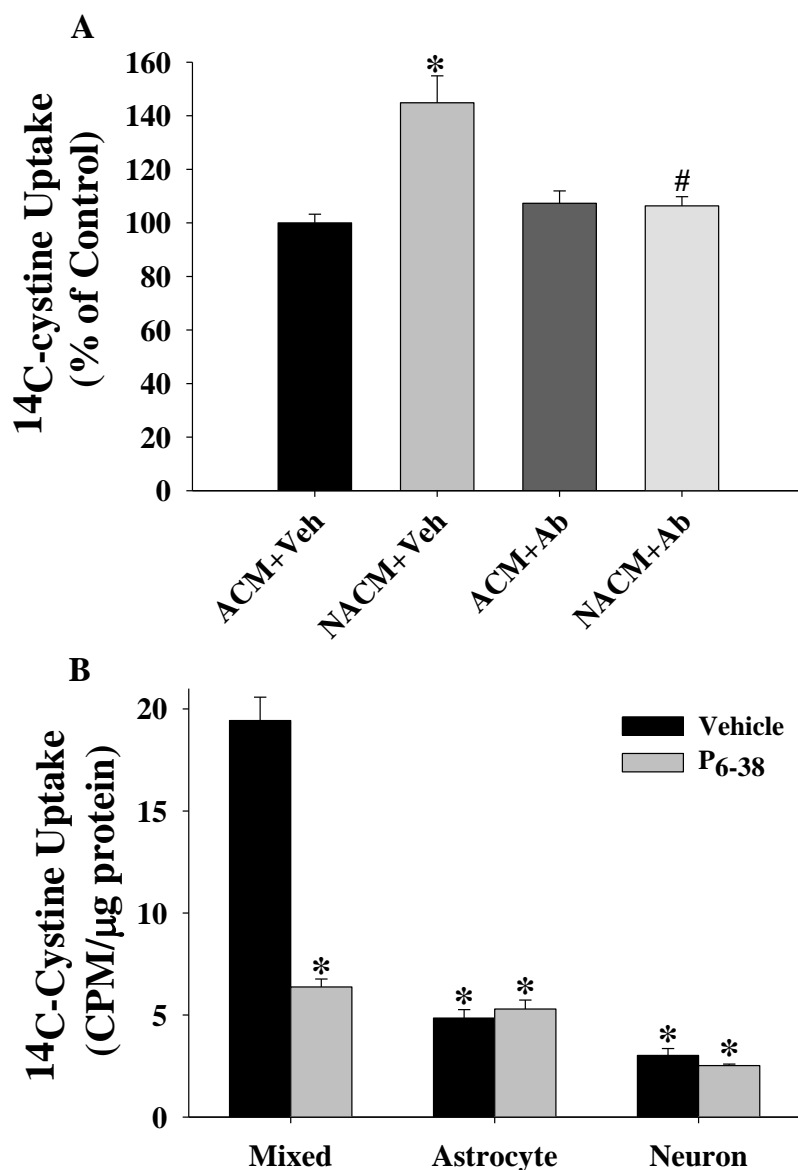 A
14C-cystine Uptake
(% of Control)
160
140
120
100
80
60
40
20
0
*
#
ACM+Veh
NACM+Veh
ACM+Ab
NACM+Ab
B
14C-Cystine Uptake
(CPM/μg protein)
20
15
10
5
0
Vehicle
P6-38
*
* *
* *
Mixed Astrocyte Neuron